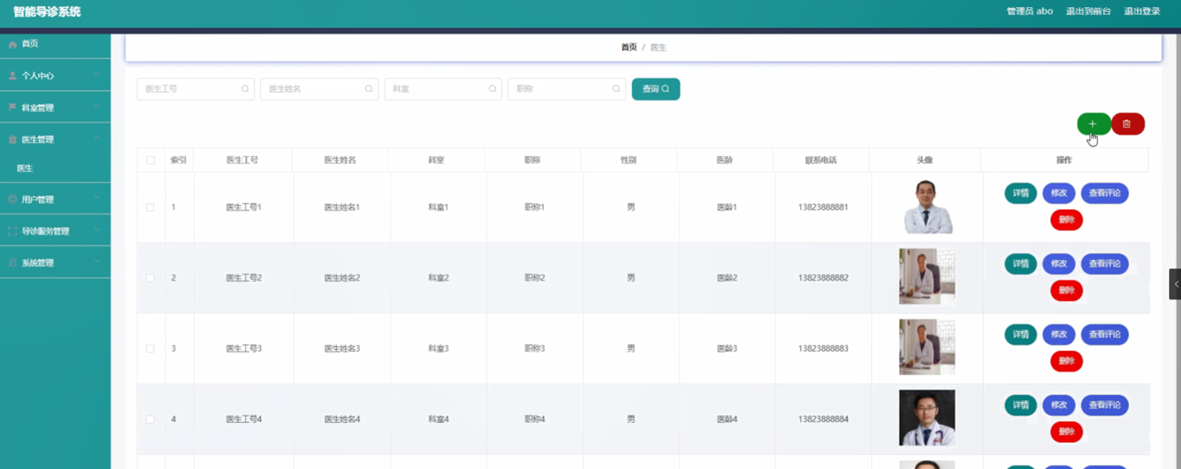 智能导诊系统
管理员 abo 退出到前台 退出登录
首页
个人中心
科室管理
医生管理
医生
用户管理
导诊服务管理
系统管理
首页 / 医生
医生工号 医生姓名 科室 职称 查询
索引 医生工号 医生姓名 科室 职称 性别 医龄 联系电话 头像 操作
1 医生工号1 医生姓名1 科室1 职称1 男 医龄1 13823888881 详情 修改 查看评论
删除
2 医生工号2 医生姓名2 科室2 职称2 男 医龄2 13823888882 详情 修改 查看评论
删除
3 医生工号3 医生姓名3 科室3 职称3 男 医龄3 13823888883 详情 修改 查看评论
删除
4 医生工号4 医生姓名4 科室4 职称4 男 医龄4 13823888884 详情 修改 查看评论
删除